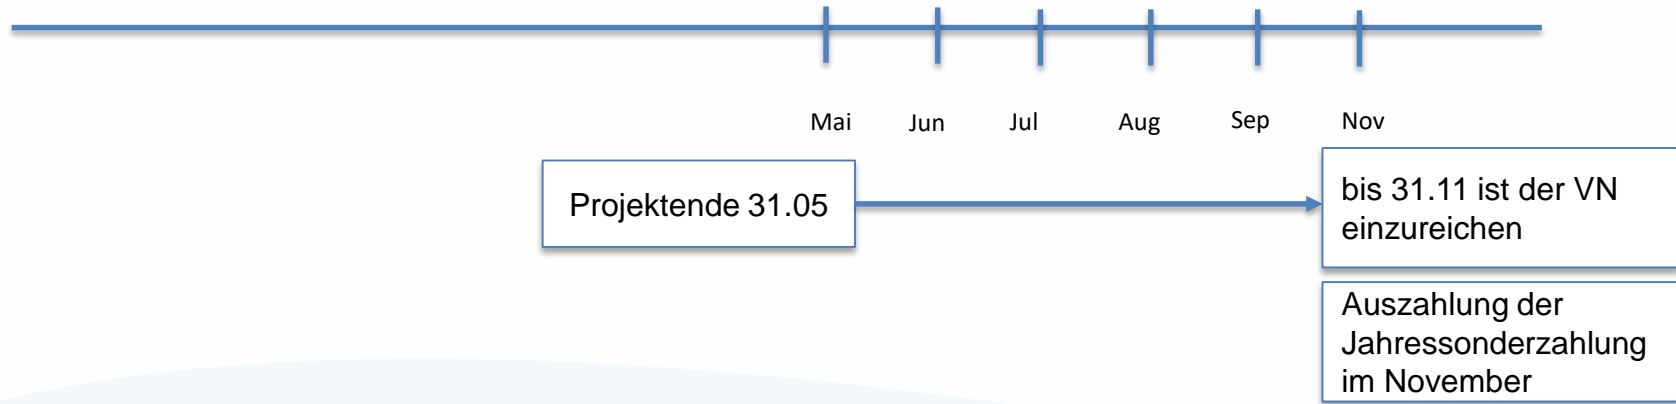 Mai Jun Jul Aug Sep Nov
Projektende 31.05
bis 31.11 ist der VN
einzureichen
Auszahlung der
Jahressonderzahlung
im November